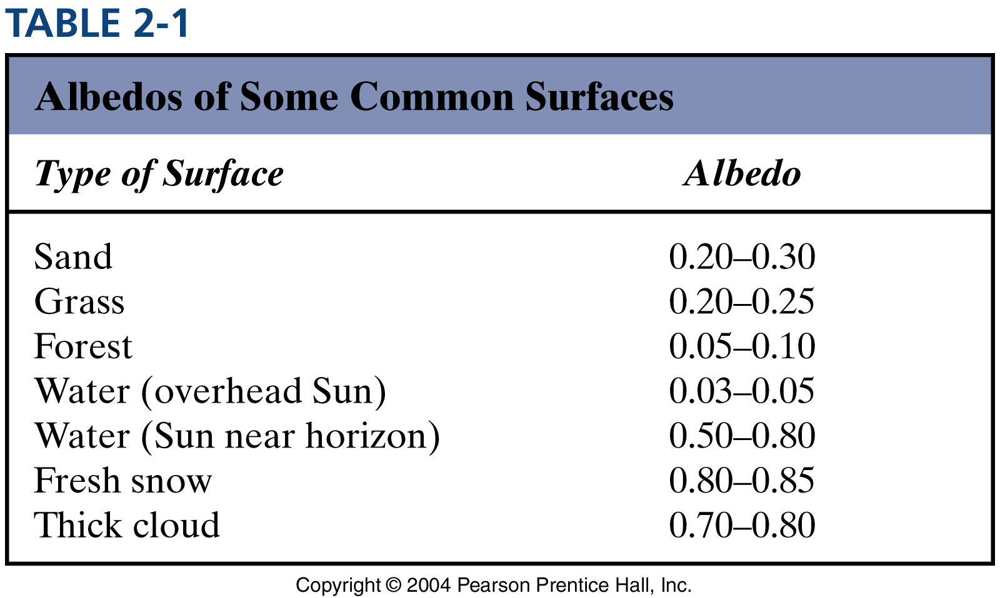 TABLE 2-1
Albedos of Some Common Surfaces
Type of Surface Albedo
Sand 0.20–0.30
Grass 0.20–0.25
Forest 0.05–0.10
Water (overhead Sun) 0.03–0.05
Water (Sun near horizon) 0.50–0.80
Fresh snow 0.80–0.85
Thick cloud 0.70–0.80
Copyright © 2004 Pearson Prentice Hall, Inc.